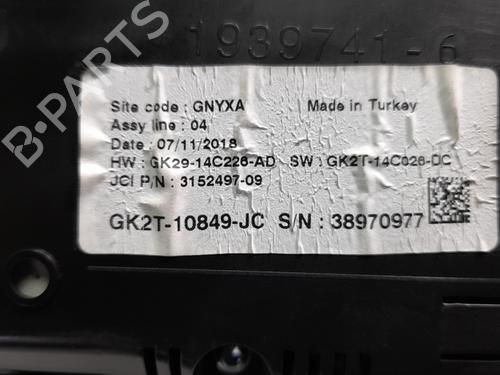 1939741-6
B-PARTS
Site code : GNYXA Made in Turkey
Assy line : 04
Date : 07/11/2018
HW : GK29-14C226-AD SW : GK2T-14C026-DC
JCI P/N : 3152497-09
GK2T-10849-JC S/N : 38970977